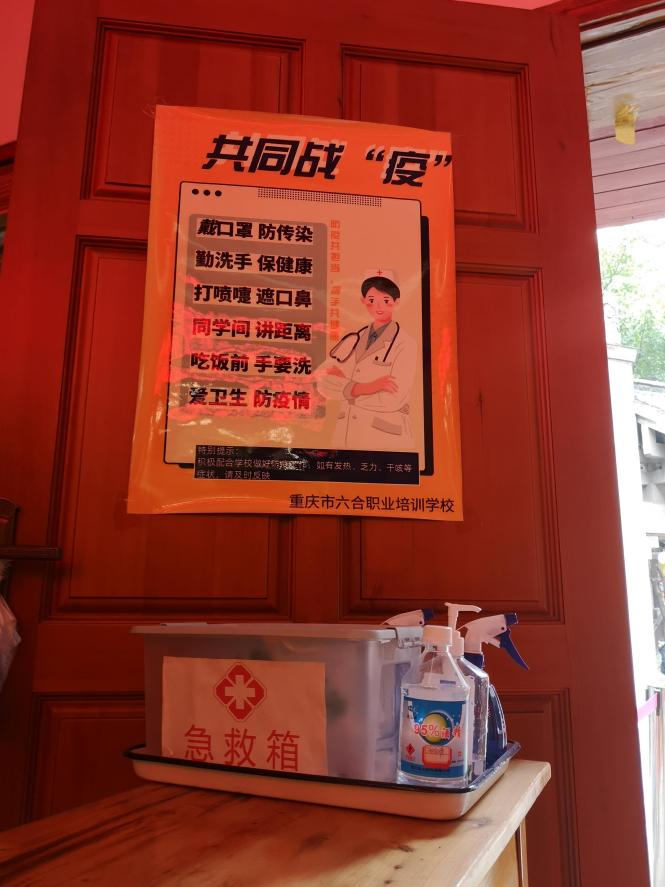 共同战“疫”
戴口罩 防传染
勤洗手 保健康
打喷嚏 遮口鼻
同学间 讲距离
吃饭前 手要洗
爱卫生 防疫情
特别提示:
积极配合学校做好 如有发热、乏力、干咳等
症状，请及时反映
重庆市六合职业培训学校
急救箱
95%